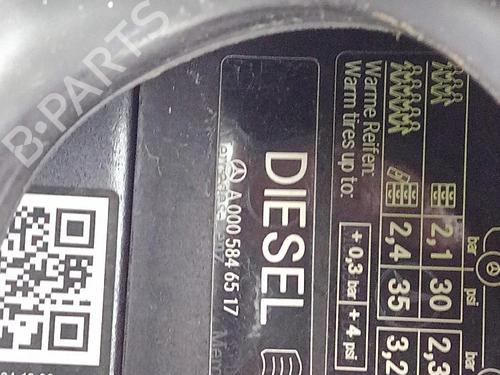 B-PARTS
DIESEL
A 000 584 65 17
Warme Reifen:
Warm tires up to:
+ 0,3 bar + 4 psi
bar psi
2,1 30
2,4 35
bar
2,3
3,2